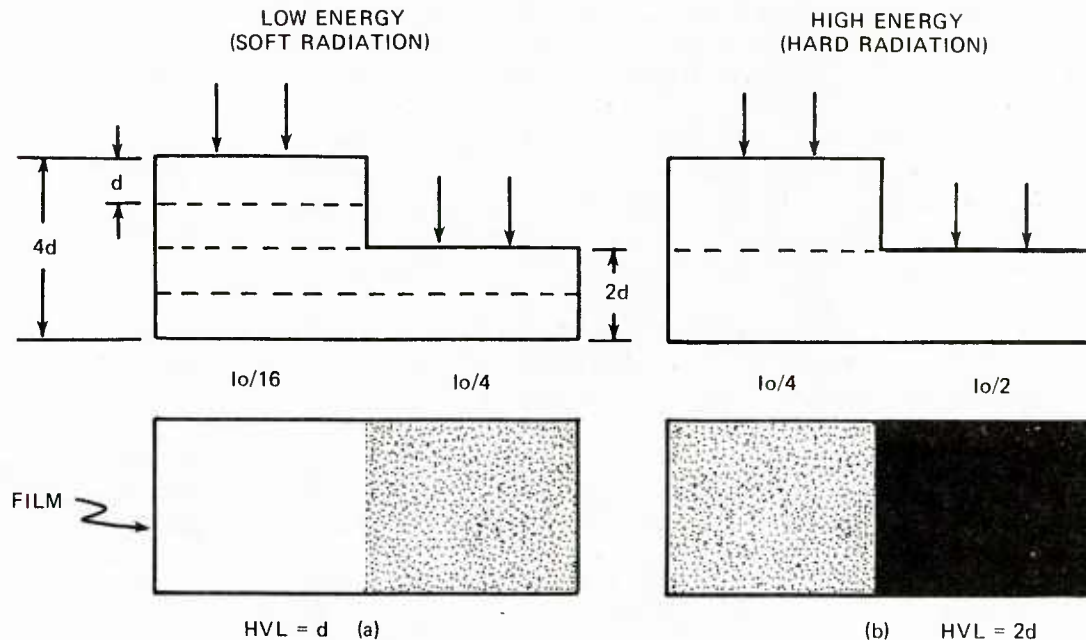 LOW ENERGY
(SOFT RADIATION)
HIGH ENERGY
(HARD RADIATION)
d
4d
2d
Io/16
Io/4
Io/4
Io/2
FILM
HVL = d (a)
(b) HVL = 2d